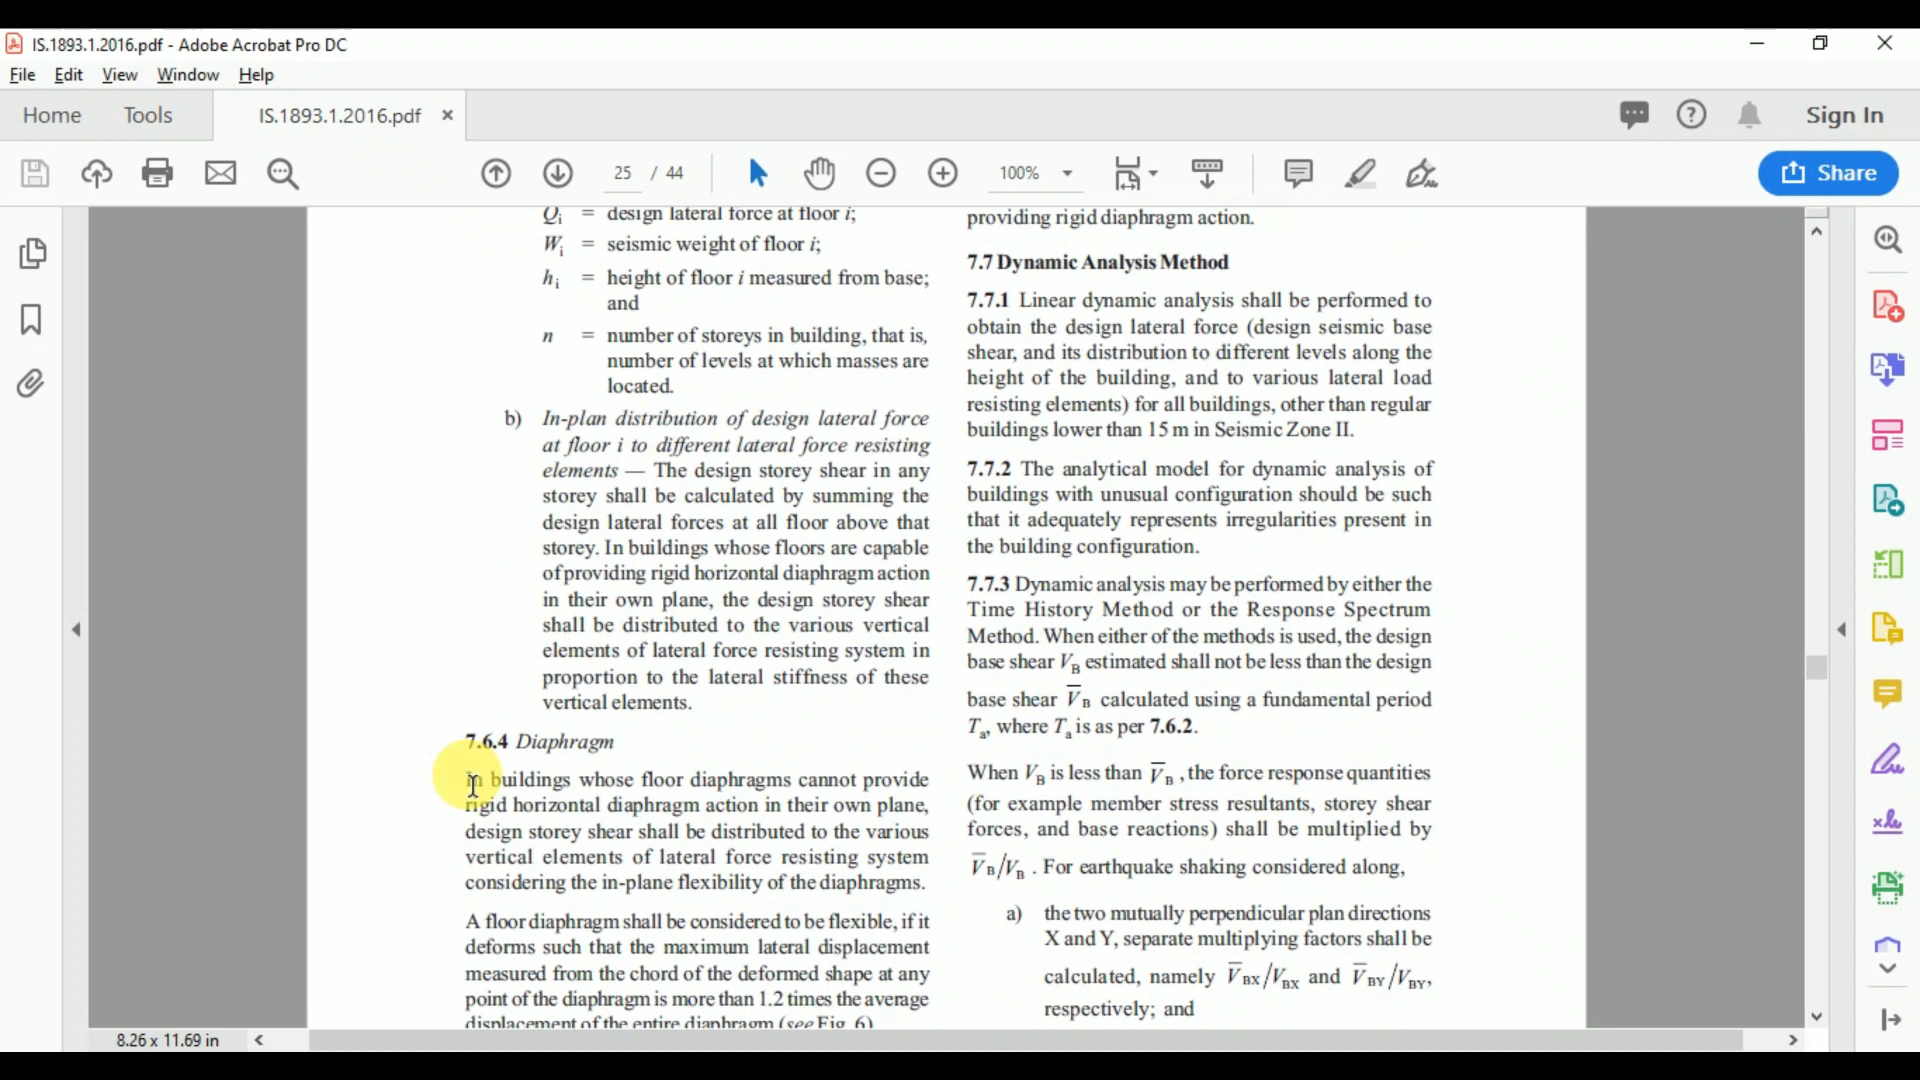 IS.1893.1.2016.pdf - Adobe Acrobat Pro DC
File Edit View Window Help
Home Tools IS.1893.1.2016.pdf × Sign In
25 / 44 100% Share
Qi = design lateral force at floor i;
Wi = seismic weight of floor i;
hi = height of floor i measured from base;
and
n = number of storeys in building, that is,
number of levels at which masses are
located.
b) In-plan distribution of design lateral force
at floor i to different lateral force resisting
elements — The design storey shear in any
storey shall be calculated by summing the
design lateral forces at all floor above that
storey. In buildings whose floors are capable
of providing rigid horizontal diaphragm action
in their own plane, the design storey shear
shall be distributed to the various vertical
elements of lateral force resisting system in
proportion to the lateral stiffness of these
vertical elements.
7.6.4 Diaphragm
In buildings whose floor diaphragms cannot provide
rigid horizontal diaphragm action in their own plane,
design storey shear shall be distributed to the various
vertical elements of lateral force resisting system
considering the in-plane flexibility of the diaphragms.
A floor diaphragm shall be considered to be flexible, if it
deforms such that the maximum lateral displacement
measured from the chord of the deformed shape at any
point of the diaphragm is more than 1.2 times the average
displacement of the entire diaphragm (see Fig. 6)
providing rigid diaphragm action.
7.7 Dynamic Analysis Method
7.7.1 Linear dynamic analysis shall be performed to
obtain the design lateral force (design seismic base
shear, and its distribution to different levels along the
height of the building, and to various lateral load
resisting elements) for all buildings, other than regular
buildings lower than 15 m in Seismic Zone II.
7.7.2 The analytical model for dynamic analysis of
buildings with unusual configuration should be such
that it adequately represents irregularities present in
the building configuration.
7.7.3 Dynamic analysis may be performed by either the
Time History Method or the Response Spectrum
Method. When either of the methods is used, the design
base shear VB estimated shall not be less than the design
base shear V̅B calculated using a fundamental period
Ta, where Ta is as per 7.6.2.
When VB is less than V̅B , the force response quantities
(for example member stress resultants, storey shear
forces, and base reactions) shall be multiplied by
V̅B/VB . For earthquake shaking considered along,
a) the two mutually perpendicular plan directions
X and Y, separate multiplying factors shall be
calculated, namely V̅BX/VBX and V̅BY/VBY,
respectively; and
8.26 x 11.69 in